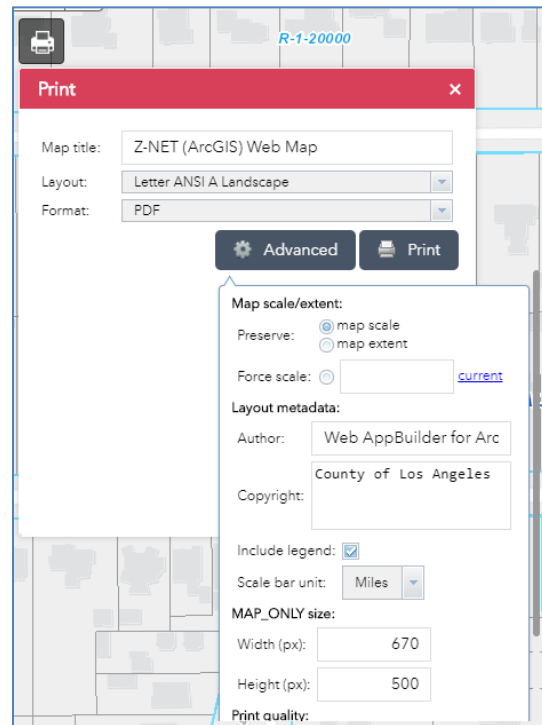 R-1-20000
Print ×
Map title: Z-NET (ArcGIS) Web Map
Layout: Letter ANSI A Landscape
Format: PDF
Advanced Print
Map scale/extent:
Preserve: map scale
map extent
Force scale: current
Layout metadata:
Author: Web AppBuilder for Arc
Copyright: County of Los Angeles
Include legend:
Scale bar unit: Miles
MAP_ONLY size:
Width (px): 670
Height (px): 500
Print quality: